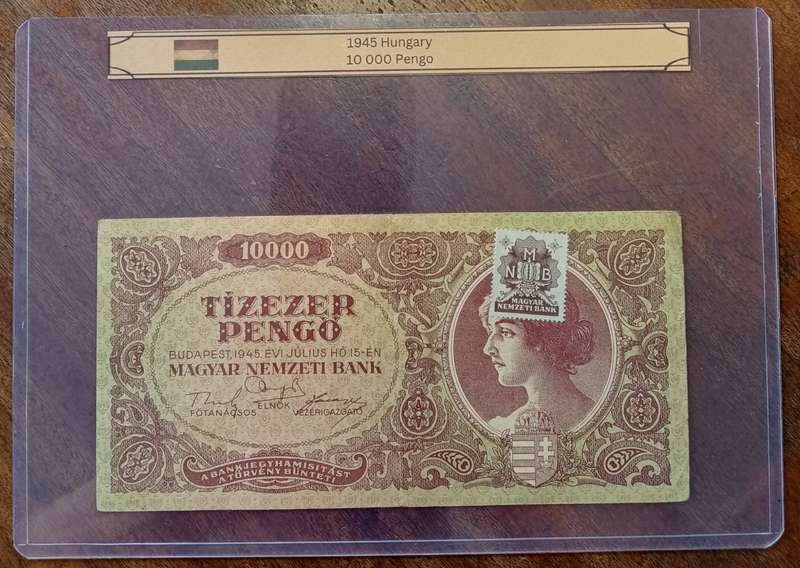 1945 Hungary
10 000 Pengo
10000
TÍZEZER
PENGŐ
BUDAPEST, 1945. ÉVI JÚLIUS HÓ 15-ÉN
MAGYAR NEMZETI BANK
FŐTANÁCSOS ELNÖK VEZÉRIGAZGATÓ
A BANKJEGYHAMISÍTÁST
A TÖRVÉNY BÜNTETI
M
N B
MAGYAR
NEMZETI BANK